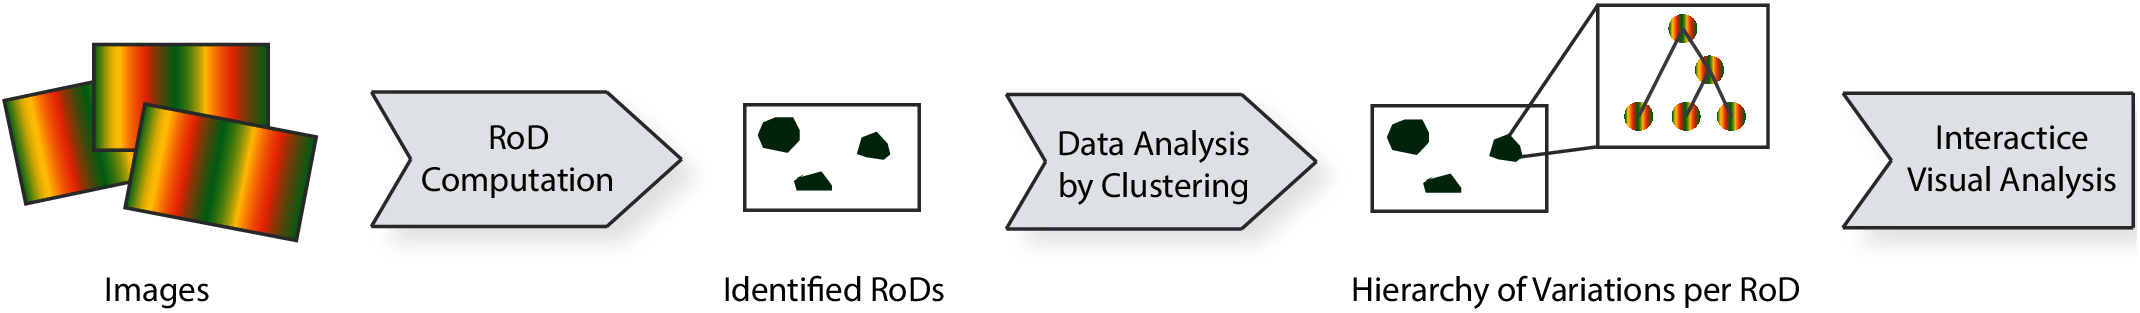 RoD
Computation
Data Analysis
by Clustering
Interactice
Visual Analysis
Images
Identified RoDs
Hierarchy of Variations per RoD